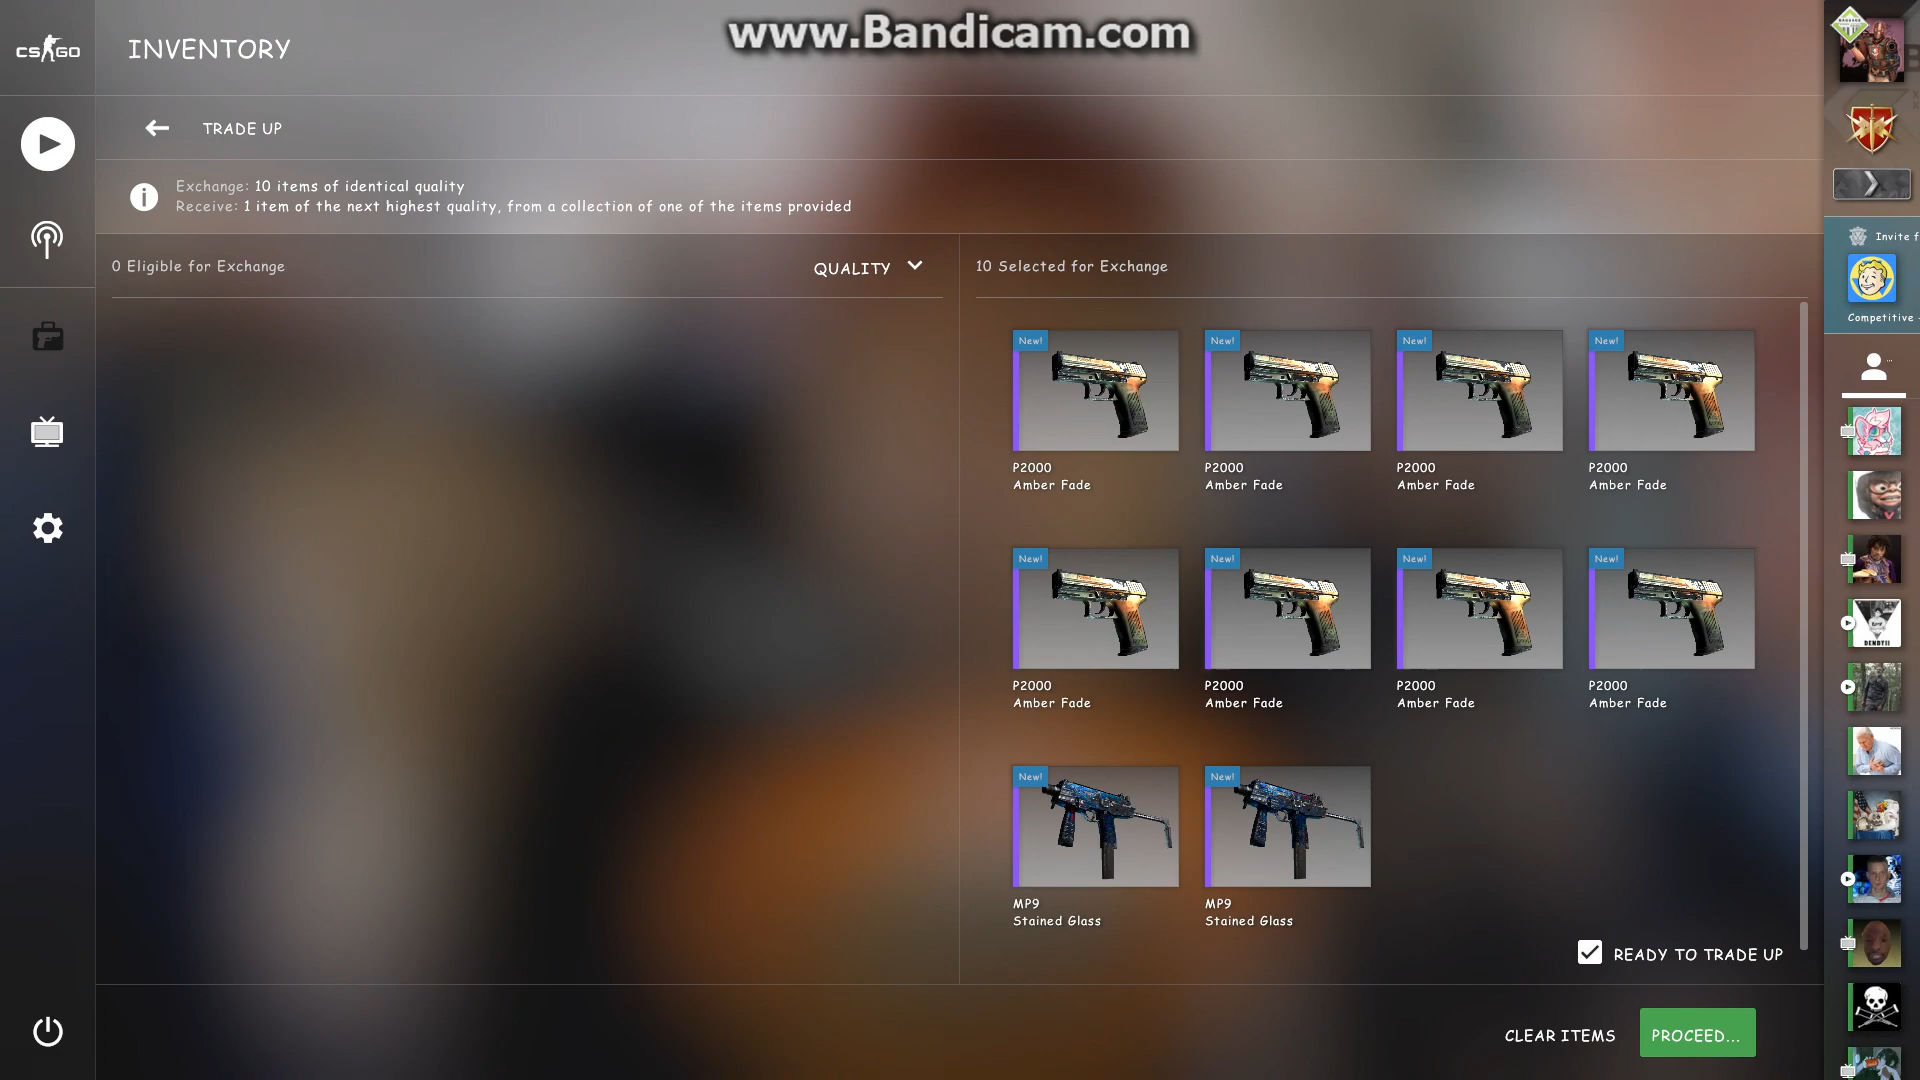 www.Bandicam.com
CS GO
INVENTORY
TRADE UP
Exchange: 10 items of identical quality
Receive: 1 item of the next highest quality, from a collection of one of the items provided
0 Eligible for Exchange
QUALITY
10 Selected for Exchange
New! New! New! New!
P2000 P2000 P2000 P2000
Amber Fade Amber Fade Amber Fade Amber Fade
New! New! New! New!
P2000 P2000 P2000 P2000
Amber Fade Amber Fade Amber Fade Amber Fade
New! New!
MP9 MP9
Stained Glass Stained Glass
READY TO TRADE UP
CLEAR ITEMS
PROCEED...
Invite f
Competitive -
DENDYII